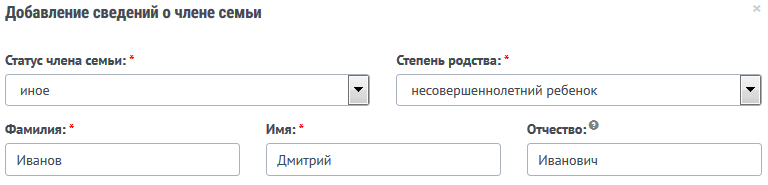 Добавление сведений о члене семьи ×
Статус члена семьи: * Степень родства: *
иное несовершеннолетний ребенок
Фамилия: * Имя: * Отчество: ?
Иванов Дмитрий Иванович